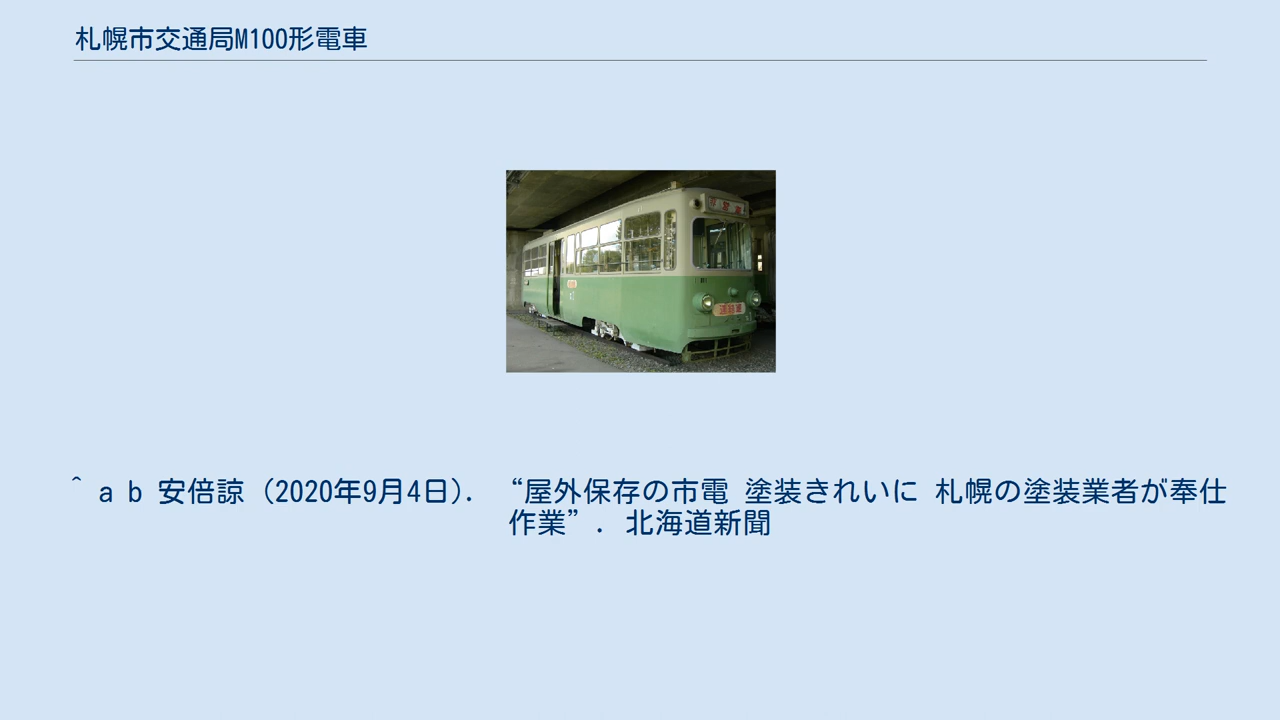 札幌市交通局M100形電車
^ a b 安倍諒 (2020年9月4日). “屋外保存の市電 塗装きれいに 札幌の塗装業者が奉仕
作業”. 北海道新聞